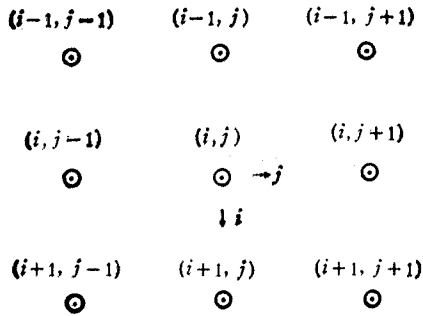 (i−1, j−1) (i−1, j) (i−1, j+1)
(i, j−1) (i, j) (i, j+1)
→j
↓ i
(i+1, j−1) (i+1, j) (i+1, j+1)